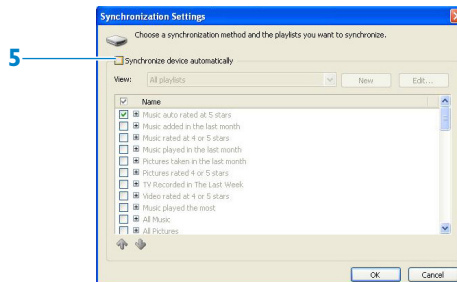 Synchronization Settings
Choose a synchronization method and the playlists you want to synchronize.
5
Synchronize device automatically
View: All playlists New Edit...
Name
Music auto rated at 5 stars
Music added in the last month
Music rated at 4 or 5 stars
Music played in the last month
Pictures taken in the last month
Pictures rated 4 or 5 stars
TV Recorded in The Last Week
Video rated at 4 or 5 stars
Music played the most
All Music
All Pictures
OK Cancel